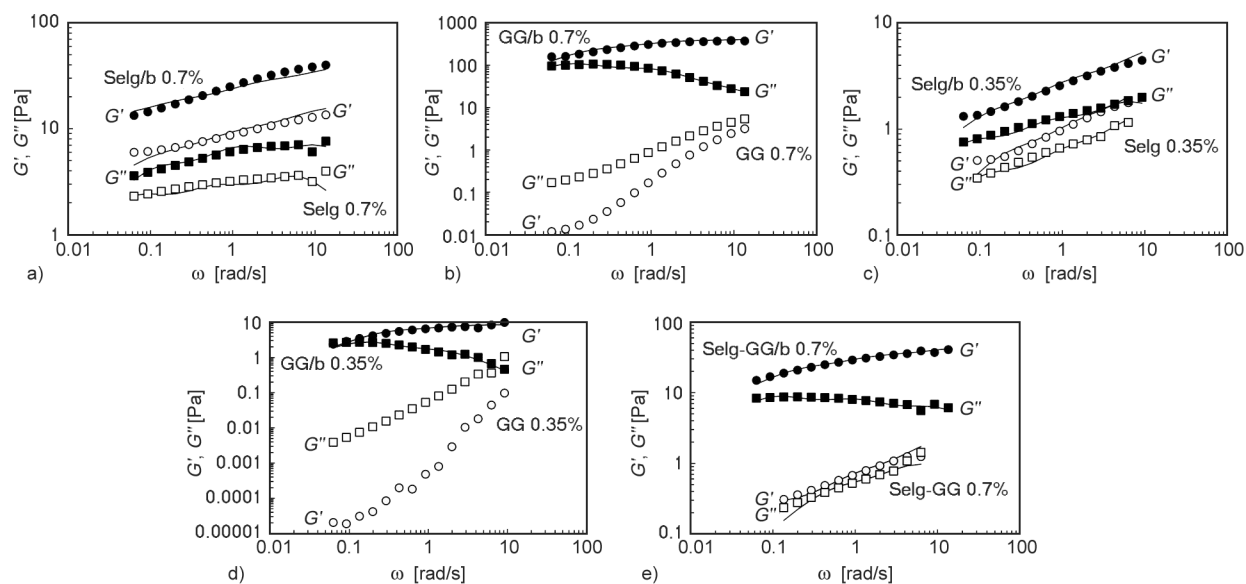 100
10
1
G', G" [Pa]
Selg/b 0.7%
G'
G'
G"
G"
Selg 0.7%
0.01 0.1 1 10 100
a) ω [rad/s]
1000
100
10
1
0.1
0.01
G', G" [Pa]
GG/b 0.7%
G'
G"
G"
GG 0.7%
G'
0.01 0.1 1 10 100
b) ω [rad/s]
10
1
0.1
G', G" [Pa]
Selg/b 0.35%
G'
G"
G'
G"
Selg 0.35%
0.01 0.1 1 10 100
c) ω [rad/s]
10
1
0.1
0.01
0.001
0.0001
0.00001
G', G" [Pa]
G'
GG/b 0.35%
G"
G"
GG 0.35%
G'
0.01 0.1 1 10 100
d) ω [rad/s]
100
10
1
0.1
G', G" [Pa]
Selg-GG/b 0.7%
G'
G"
G'
G"
Selg-GG 0.7%
0.01 0.1 1 10 100
e) ω [rad/s]